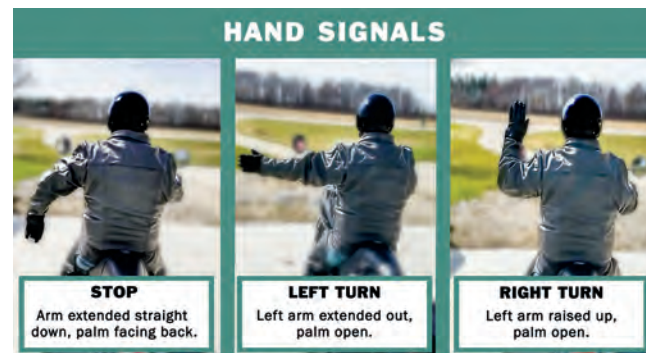 HAND SIGNALS
STOP
Arm extended straight
down, palm facing back.
LEFT TURN
Left arm extended out,
palm open.
RIGHT TURN
Left arm raised up,
palm open.